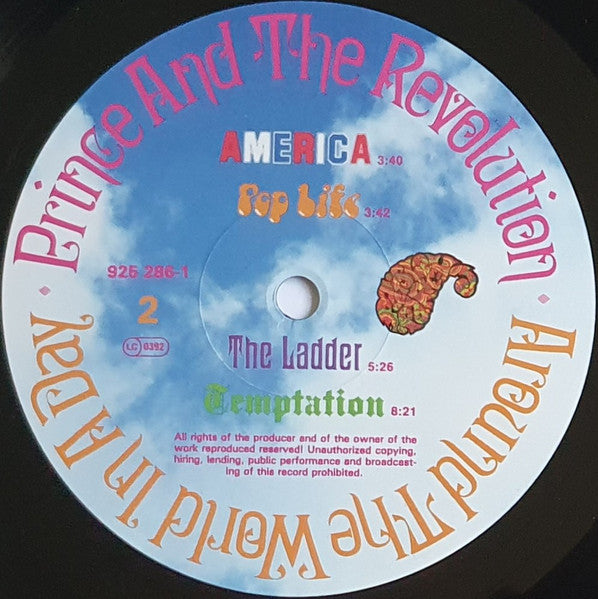 Prince And The Revolution
AMERICA 3:40
Pop Life 3:42
925 286-1
2
LC 0392
The Ladder 5:26
Temptation 8:21
All rights of the producer and of the owner of the
work reproduced reserved! Unauthorized copying,
hiring, lending, public performance and broadcast-
ing of this record prohibited.
Around The World In A Day